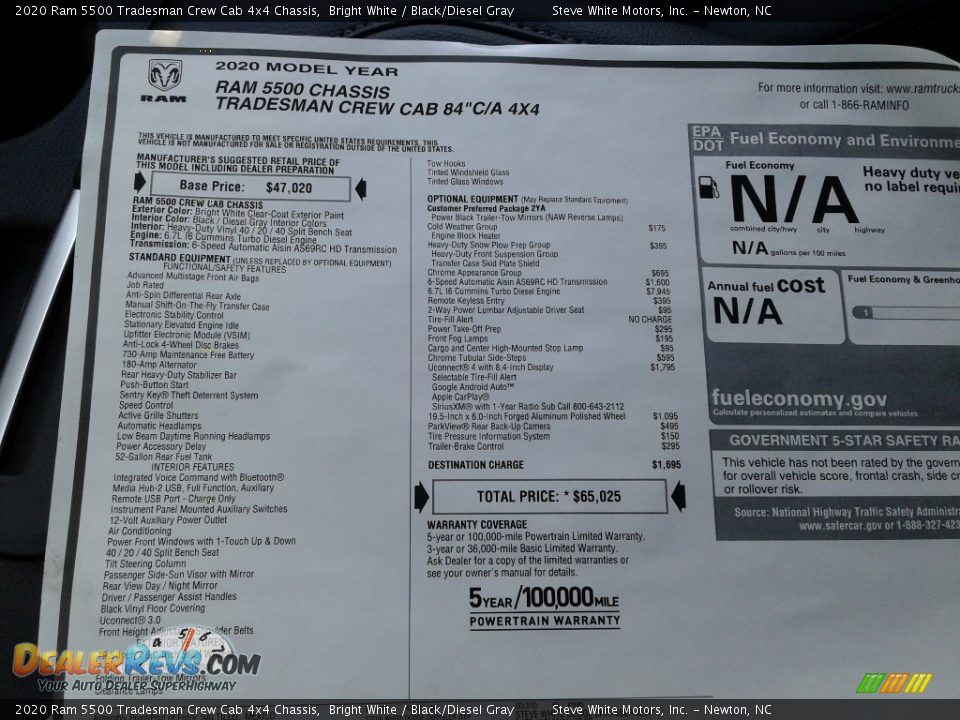 2020 Ram 5500 Tradesman Crew Cab 4x4 Chassis, Bright White / Black/Diesel Gray Steve White Motors, Inc. - Newton, NC
RAM
2020 MODEL YEAR
RAM 5500 CHASSIS
TRADESMAN CREW CAB 84"C/A 4X4
THIS VEHICLE IS MANUFACTURED TO MEET SPECIFIC UNITED STATES REQUIREMENTS. THIS
VEHICLE IS NOT MANUFACTURED FOR SALE OR REGISTRATION OUTSIDE OF THE UNITED STATES.
MANUFACTURER'S SUGGESTED RETAIL PRICE OF
THIS MODEL INCLUDING DEALER PREPARATION
Base Price: $47,020
RAM 5500 CREW CAB CHASSIS
Exterior Color: Bright White Clear-Coat Exterior Paint
Interior Color: Black / Diesel Gray Interior Colors
Interior: Heavy-Duty Vinyl 40 / 20 / 40 Split Bench Seat
Engine: 6.7L I6 Cummins Turbo Diesel Engine
Transmission: 6-Speed Automatic Aisin AS69RC HD Transmission
STANDARD EQUIPMENT (UNLESS REPLACED BY OPTIONAL EQUIPMENT)
FUNCTIONAL/SAFETY FEATURES
Advanced Multistage Front Air Bags
Job Rated
Anti-Spin Differential Rear Axle
Manual Shift-On-The-Fly Transfer Case
Electronic Stability Control
Stationary Elevated Engine Idle
Upfitter Electronic Module (VSIM)
Anti-Lock 4-Wheel Disc Brakes
730-Amp Maintenance Free Battery
180-Amp Alternator
Rear Heavy-Duty Stabilizer Bar
Push-Button Start
Sentry Key® Theft Deterrent System
Speed Control
Active Grille Shutters
Automatic Headlamps
Low Beam Daytime Running Headlamps
Power Accessory Delay
52-Gallon Rear Fuel Tank
INTERIOR FEATURES
Integrated Voice Command with Bluetooth®
Media Hub-2 USB, Full Function, Auxiliary
Remote USB Port - Charge Only
Instrument Panel Mounted Auxiliary Switches
12-Volt Auxiliary Power Outlet
Air Conditioning
Power Front Windows with 1-Touch Up & Down
40 / 20 / 40 Split Bench Seat
Tilt Steering Column
Passenger Side-Sun Visor with Mirror
Rear View Day / Night Mirror
Driver / Passenger Assist Handles
Black Vinyl Floor Covering
Uconnect® 3.0
Front Height Belts
Folding Trailer-Tow Mirrors
Clearance Lamps
Tow Hooks
Tinted Windshield Glass
Tinted Glass Windows
OPTIONAL EQUIPMENT (May Replace Standard Equipment)
Customer Preferred Package 2YA
Power Black Trailer-Tow Mirrors (NAW Reverse Lamps)
Cold Weather Group $175
Engine Block Heater
Heavy-Duty Snow Plow Prep Group $395
Heavy-Duty Front Suspension Group
Transfer Case Skid Plate Shield
Chrome Appearance Group $695
6-Speed Automatic Aisin AS69RC HD Transmission $1,600
6.7L I6 Cummins Turbo Diesel Engine $7,945
Remote Keyless Entry $395
2-Way Power Lumbar Adjustable Driver Seat $95
Tire-Fill Alert NO CHARGE
Power Take-Off Prep $295
Front Fog Lamps $195
Cargo and Center High-Mounted Stop Lamp $95
Chrome Tubular Side-Steps $595
Uconnect® 4 with 8.4-Inch Display $1,795
Selectable Tire-Fill Alert
Google Android Auto™
Apple CarPlay®
SiriusXM® with 1-Year Radio Sub Call 800-643-2112
19.5-Inch x 6.0-Inch Forged Aluminum Polished Wheel $1,095
ParkView® Rear Back-Up Camera $495
Tire Pressure Information System $150
Trailer-Brake Control $295
DESTINATION CHARGE $1,695
TOTAL PRICE: * $65,025
WARRANTY COVERAGE
5-year or 100,000-mile Powertrain Limited Warranty.
3-year or 36,000-mile Basic Limited Warranty.
Ask Dealer for a copy of the limited warranties or
see your owner's manual for details.
5YEAR/100,000MILE
POWERTRAIN WARRANTY
For more information visit: www.ramtrucks
or call 1-866-RAMINFO
EPA
DOT
Fuel Economy and Environme
Fuel Economy
N/A
Heavy duty ve
no label requi
combined city/hwy city highway
N/A gallons per 100 miles
Annual fuel cost
N/A
Fuel Economy & Greenho
1
fueleconomy.gov
Calculate personalized estimates and compare vehicles
GOVERNMENT 5-STAR SAFETY RA
This vehicle has not been rated by the govern
for overall vehicle score, frontal crash, side cr
or rollover risk.
Source: National Highway Traffic Safety Administra
www.safercar.gov or 1-888-327-423
DEALERREVS.COM
YOUR AUTO DEALER SUPERHIGHWAY
2020 Ram 5500 Tradesman Crew Cab 4x4 Chassis, Bright White / Black/Diesel Gray Steve White Motors, Inc. - Newton, NC